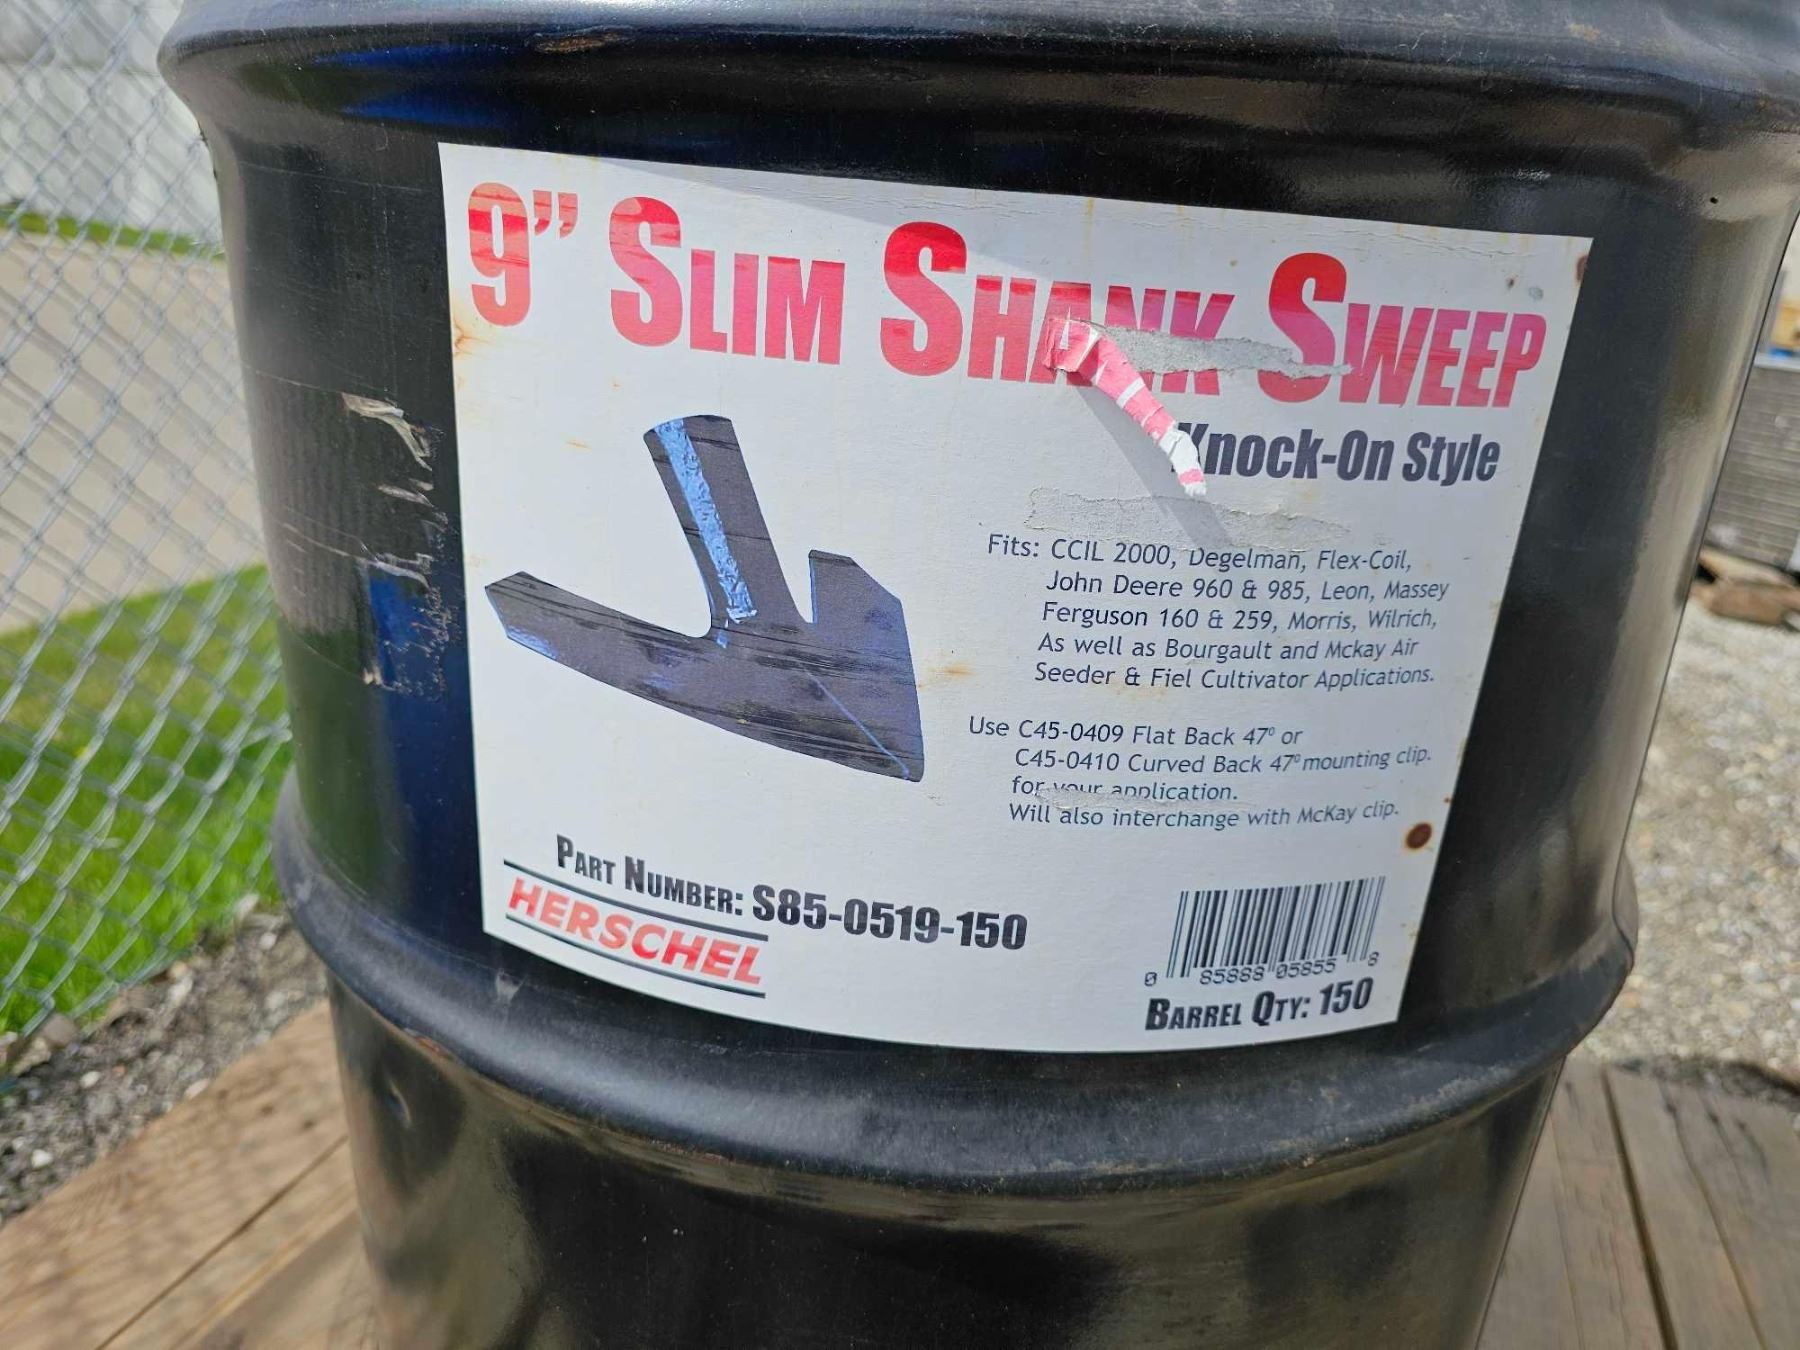 9” SLIM SHANK SWEEP
Knock-On Style
Fits: CCIL 2000, Degelman, Flex-Coil,
John Deere 960 & 985, Leon, Massey
Ferguson 160 & 259, Morris, Wilrich,
As well as Bourgault and Mckay Air
Seeder & Fiel Cultivator Applications.
Use C45-0409 Flat Back 47° or
C45-0410 Curved Back 47° mounting clip.
for your application.
Will also interchange with McKay clip.
PART NUMBER: S85-0519-150
HERSCHEL
0 85888 05855 8
BARREL QTY: 150